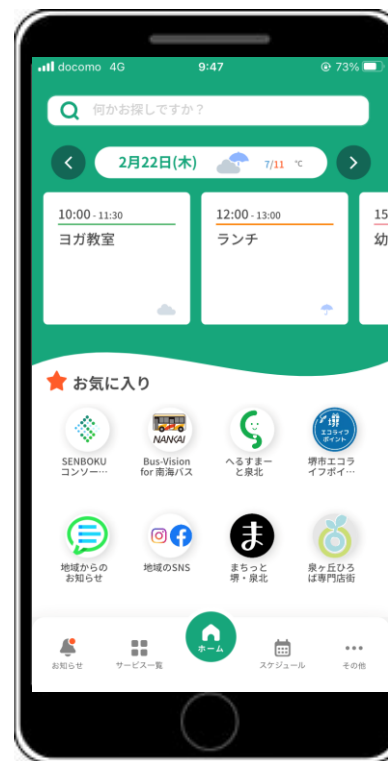 docomo 4G 9:47 73%
何かお探しですか？
2月22日(木) 7/11 ℃
10:00 - 11:30
ヨガ教室
12:00 - 13:00
ランチ
15
幼
お気に入り
NANKAI
堺
エコライフ
ポイント
SENBOKU
コンソー…
Bus-Vision
for 南海バス
へるすまー
と泉北
堺市エコラ
イフポイ…
ま
地域からの
お知らせ
地域のSNS
まちっと
堺・泉北
泉ヶ丘ひろ
ば専門店街
お知らせ
サービス一覧
ホーム
スケジュール
その他